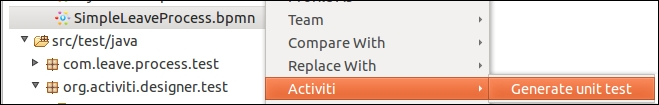 SimpleLeaveProcess.bpmn
Team
src/test/java
Compare With
com.leave.process.test
Replace With
org.activiti.designer.test
Activiti
Generate unit test